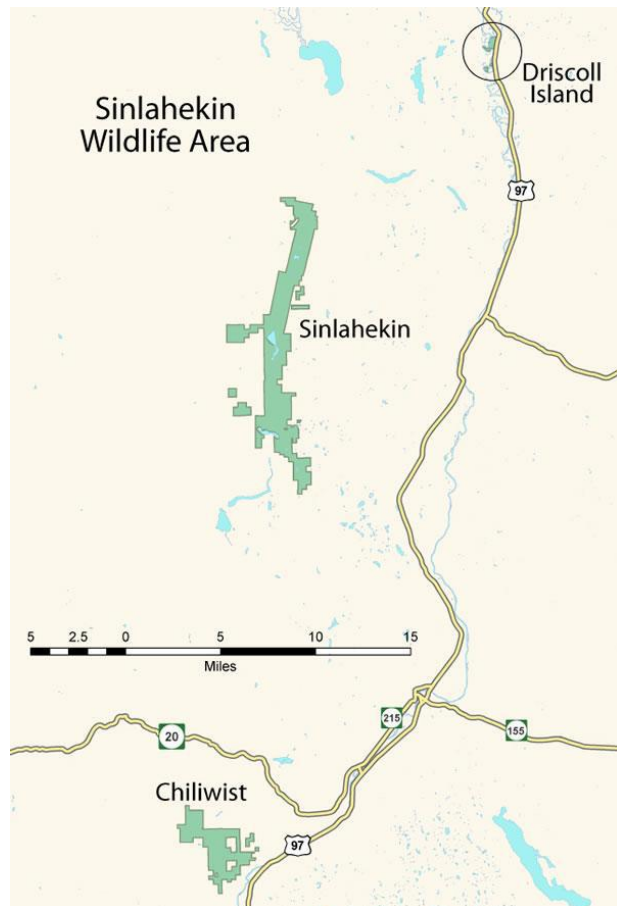 Sinlahekin
Wildlife Area
Driscoll
Island
97
Sinlahekin
5 2.5 0 5 10 15
Miles
215
20
155
Chiliwist
97